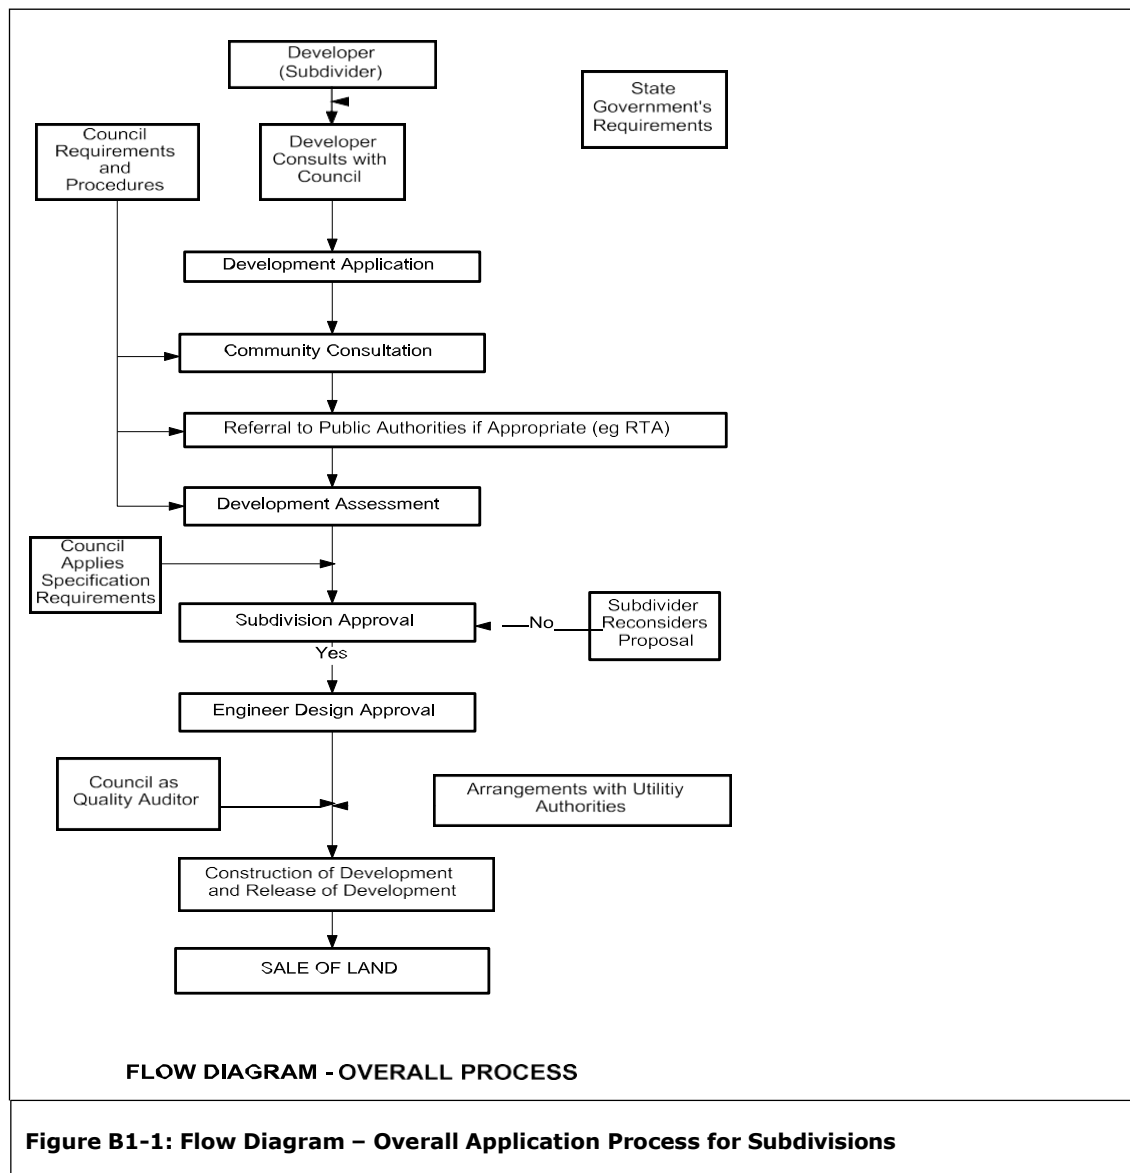 Developer
(Subdivider)
State
Government's
Requirements
Council
Requirements
and
Procedures
Developer
Consults with
Council
Development Application
Community Consultation
Referral to Public Authorities if Appropriate (eg RTA)
Development Assessment
Council
Applies
Specification
Requirements
Subdivision Approval
No
Subdivider
Reconsiders
Proposal
Yes
Engineer Design Approval
Council as
Quality Auditor
Arrangements with Utilitiy
Authorities
Construction of Development
and Release of Development
SALE OF LAND
FLOW DIAGRAM - OVERALL PROCESS
Figure B1-1: Flow Diagram – Overall Application Process for Subdivisions